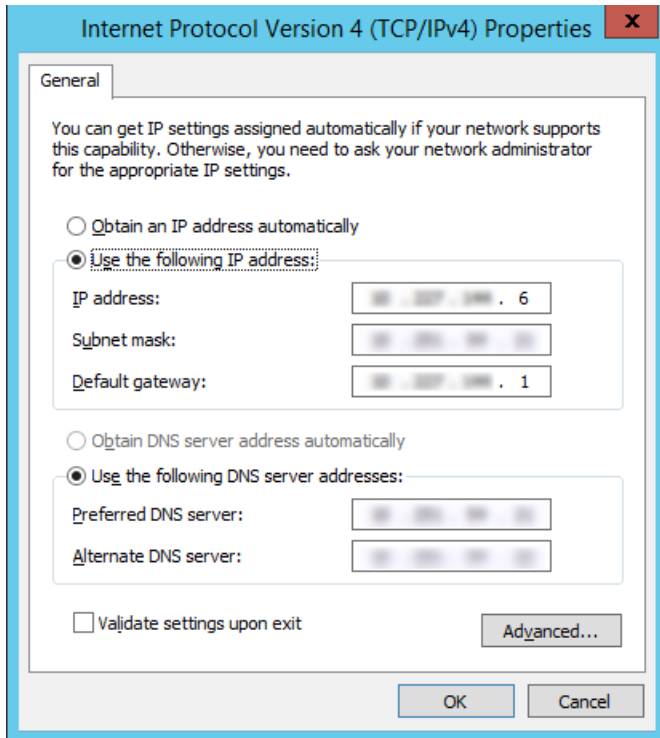 Internet Protocol Version 4 (TCP/IPv4) Properties
x
General
You can get IP settings assigned automatically if your network supports
this capability. Otherwise, you need to ask your network administrator
for the appropriate IP settings.
Obtain an IP address automatically
Use the following IP address:
IP address: . 6
Subnet mask:
Default gateway: . 1
Obtain DNS server address automatically
Use the following DNS server addresses:
Preferred DNS server:
Alternate DNS server:
Validate settings upon exit
Advanced...
OK Cancel